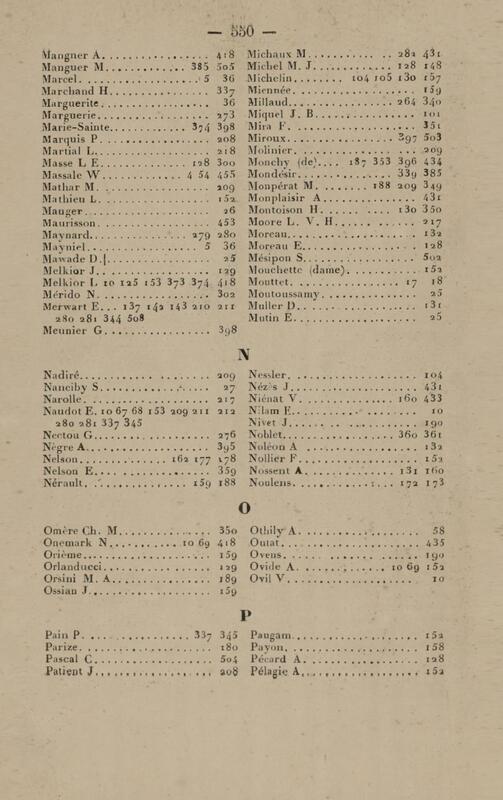 — 550 —
Mangner A. 418
Manguer M. 385 505
Marcel. 5 36
Marchand H. 337
Marguerite. 36
Marguerie. 273
Marie-Sainte. 374 398
Marquis P. 208
Martial L. 218
Masse L E. 128 300
Massale W. 4 54 455
Mathar M. 209
Mathieu L. 152
Mauger. 26
Maurisson. 453
Maynard. 279 280
Mayniel. 5 36
Mawade D. 25
Melkior J. 129
Melkior L 10 125 153 373 374 418
Mérido N. 302
Merwart E. 137 142 143 210 211
280 281 344 508
Meunier G. 398
Michaux M. 282 431
Michel M. J. 128 148
Michelin. 104 105 130 157
Miennée. 159
Millaud. 264 340
Miquel J. B. 101
Mira F. 351
Miroux. 397 503
Molinier. 209
Monchy (de). 187 353 396 434
Mondésir. 339 385
Monpérat M. 188 209 349
Monplaisir A. 431
Montoison H. 130 350
Moore L. V. H. 217
Moreau. 132
Moreau E. 128
Mésipon S. 502
Mouchette (dame). 152
Mouttet. 17 18
Moutoussamy. 25
Muller D. 131
Mutin E. 25
N
Nadiré. 209
Nanciby S. 27
Narolle. 217
Naudot E. 10 67 68 153 209 211 212
280 281 337 345
Nectou G. 276
Nègre A. 395
Nelson. 162 177 178
Nelson E. 359
Nérault. 159 188
Nessler. 104
Nézès J. 431
Niénat V. 160 433
Nilam E. 10
Nivet J. 190
Noblet. 360 361
Noléon A 132
Nollier F. 152
Nossent A. 131 160
Noulens. 172 173
O
Omère Ch. M. 350
Onemark N. 10 69 418
Orième. 159
Orlanducci. 129
Orsini M. A. 189
Ossian J. 159
Othily A. 58
Outat. 435
Ovens. 190
Ovide A. 10 69 152
Ovil V. 10
P
Pain P. 337 345
Parize. 180
Pascal C. 504
Patient J. 208
Paugam. 152
Payon. 158
Pécard A. 128
Pélagie A. 152